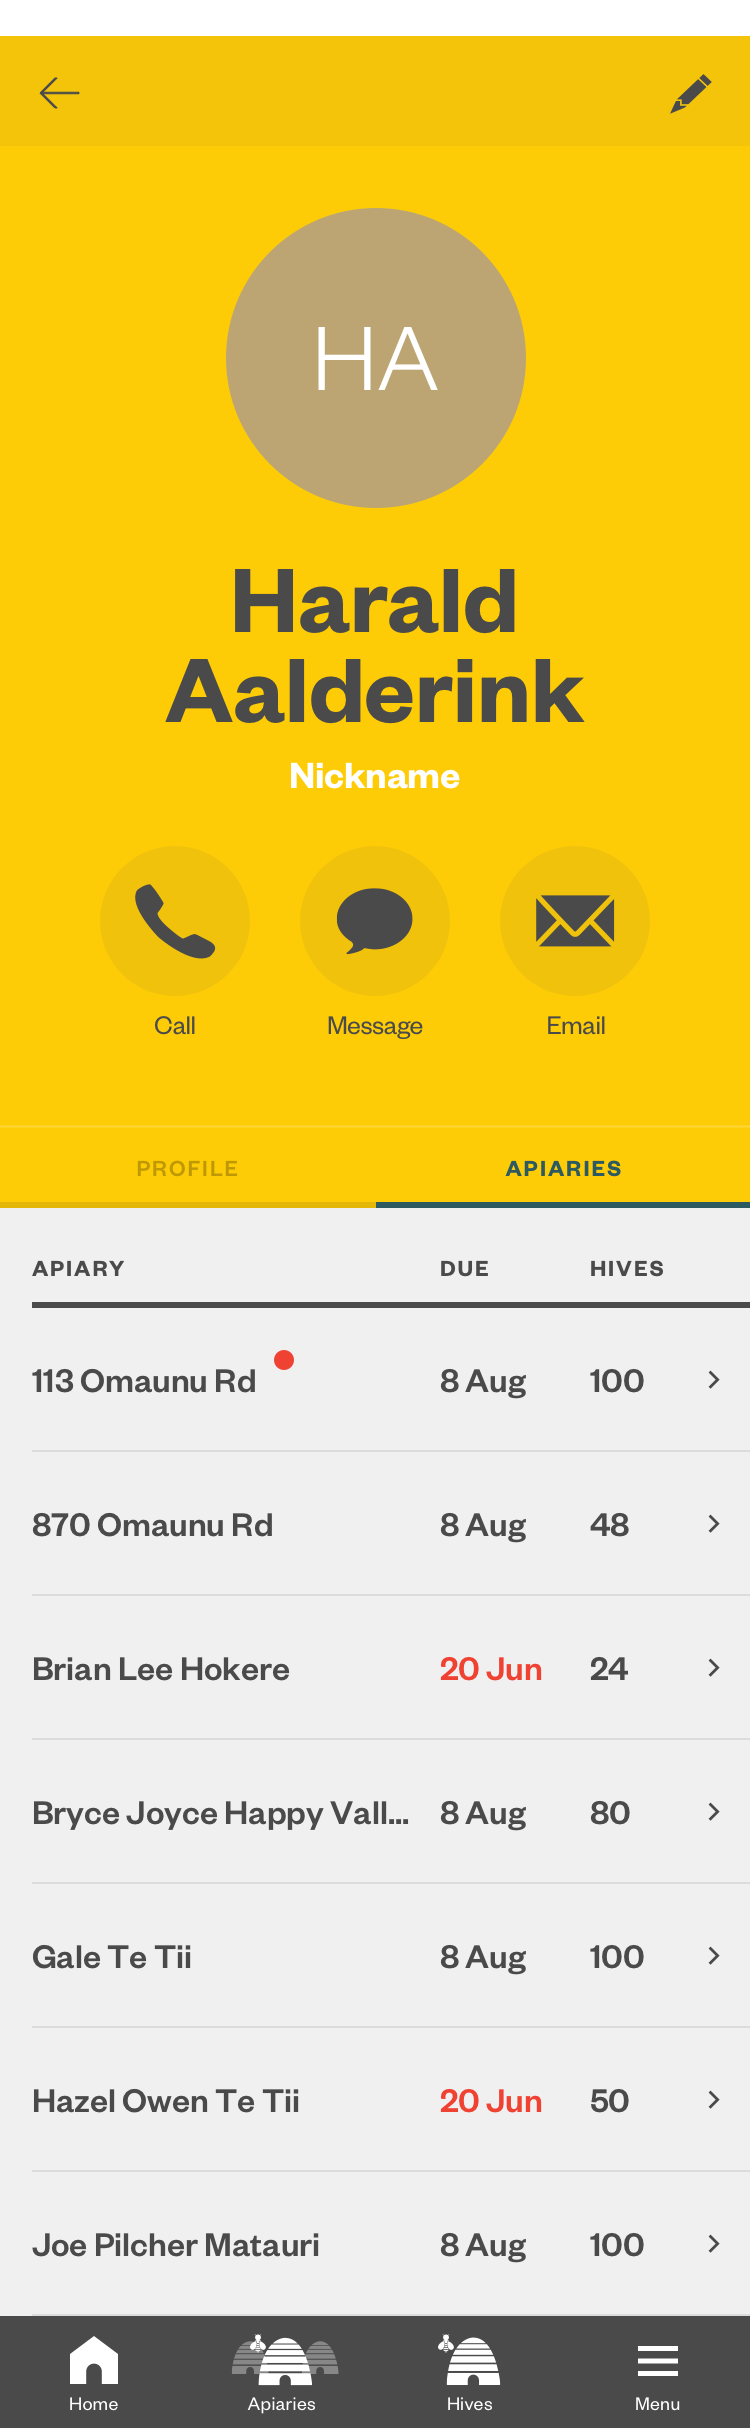 HA
Harald
Aalderink
Nickname
Call Message Email
PROFILE APIARIES
APIARY DUE HIVES
113 Omaunu Rd 8 Aug 100
870 Omaunu Rd 8 Aug 48
Brian Lee Hokere 20 Jun 24
Bryce Joyce Happy Vall... 8 Aug 80
Gale Te Tii 8 Aug 100
Hazel Owen Te Tii 20 Jun 50
Joe Pilcher Matauri 8 Aug 100
Home Apiaries Hives Menu